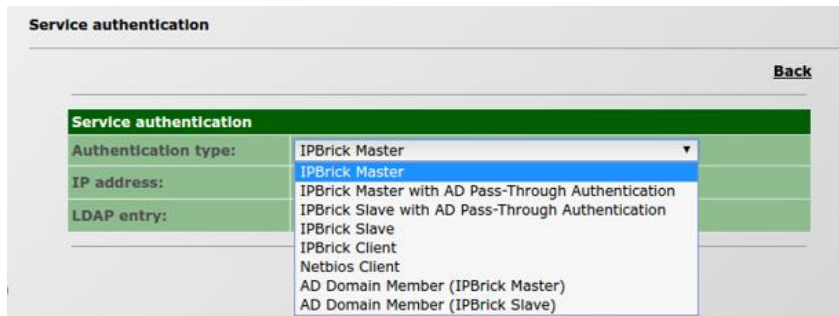 Service authentication
Back
Service authentication
Authentication type: IPBrick Master
IPBrick Master
IP address:
IPBrick Master with AD Pass-Through Authentication
IPBrick Slave with AD Pass-Through Authentication
LDAP entry:
IPBrick Slave
IPBrick Client
Netbios Client
AD Domain Member (IPBrick Master)
AD Domain Member (IPBrick Slave)